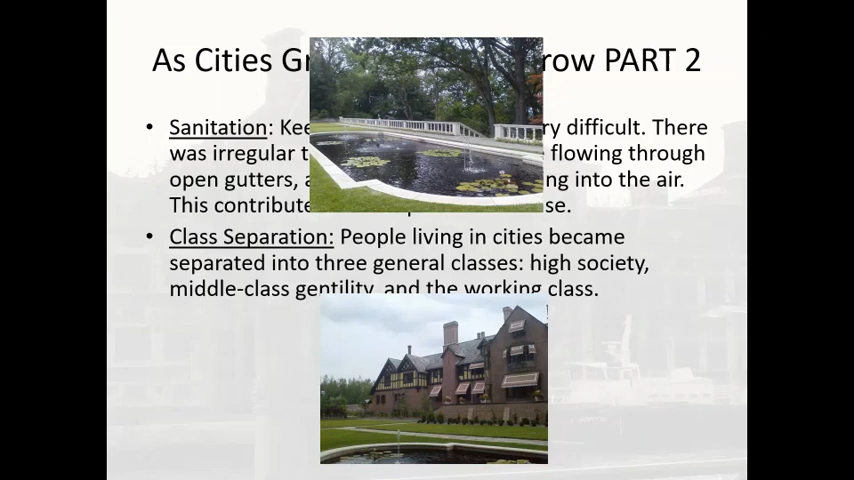 As Cities Gr row PART 2
• Sanitation: Kee ry difficult. There
was irregular t flowing through
open gutters, a ng into the air.
This contribute se.
• Class Separation: People living in cities became
separated into three general classes: high society,
middle-class gentility, and the working class.